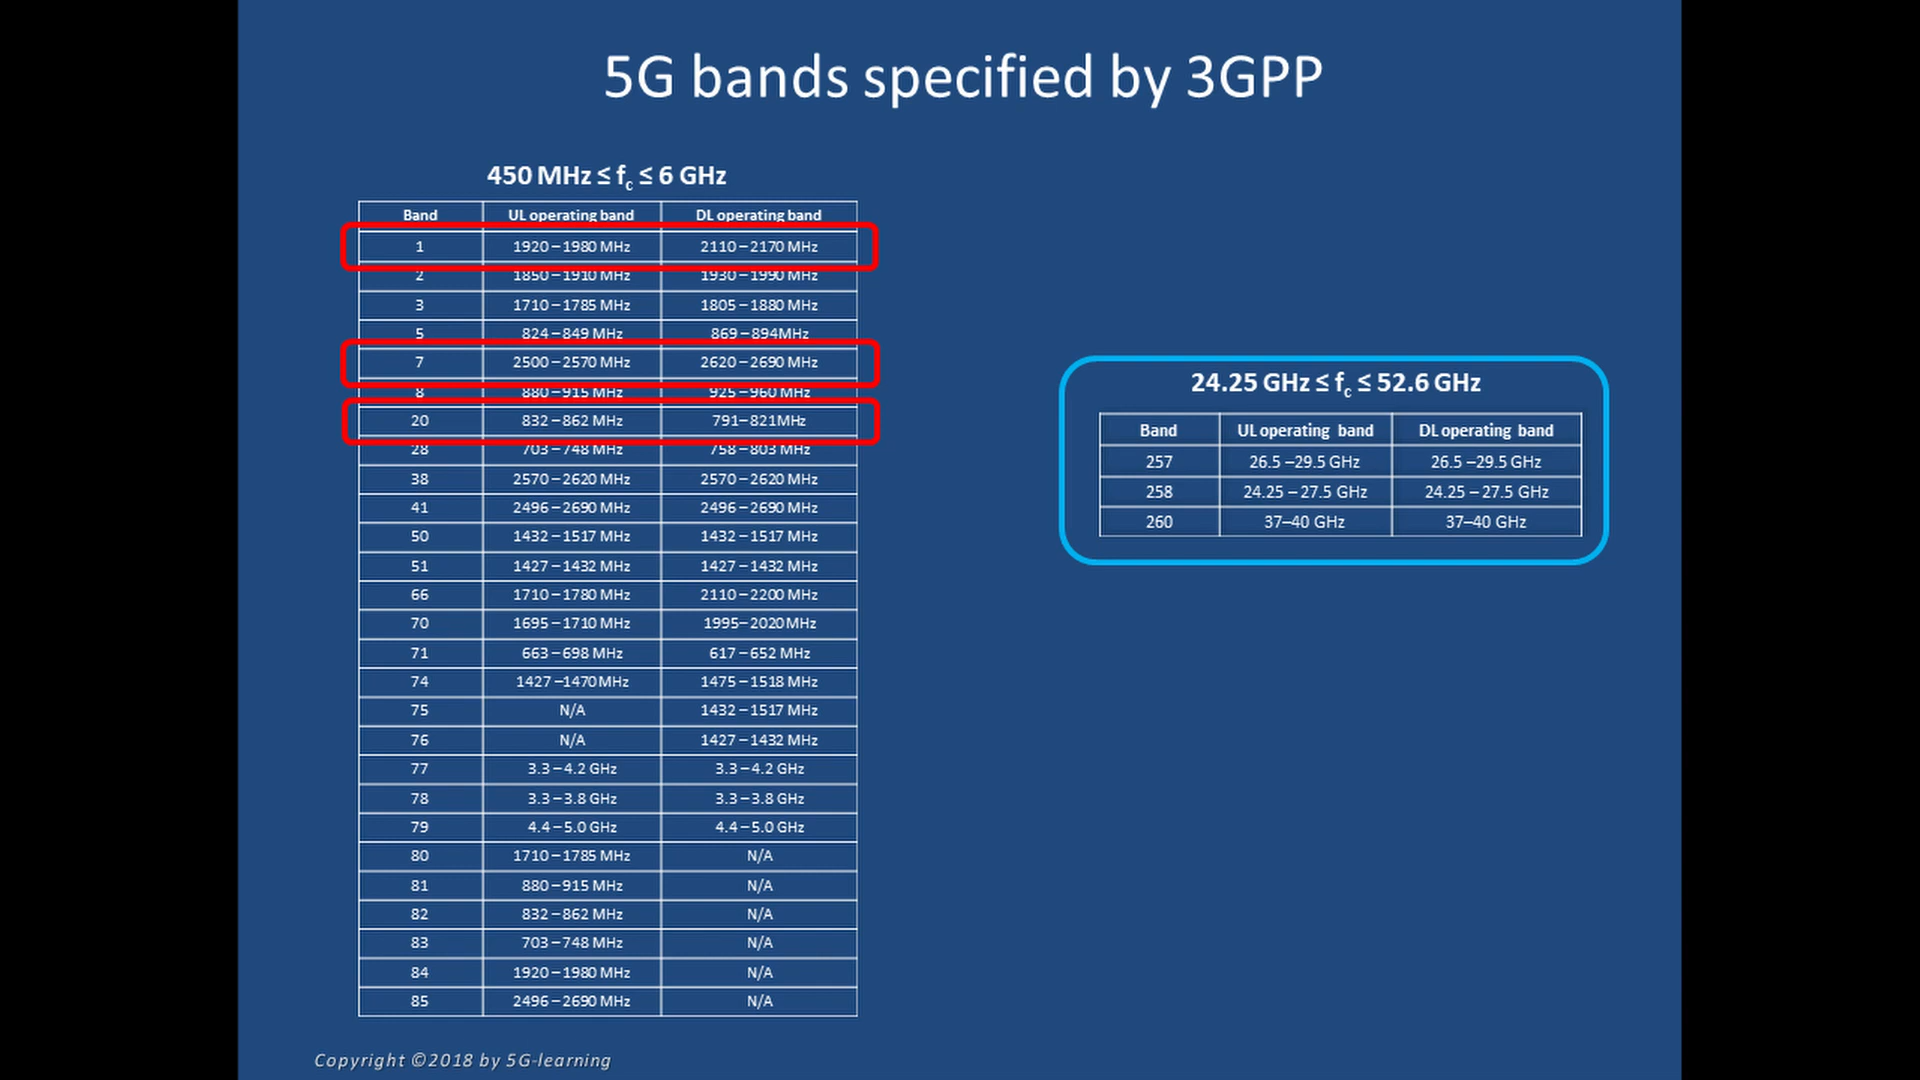 5G bands specified by 3GPP
450 MHz ≤ fc ≤ 6 GHz
Band UL operating band DL operating band
1 1920 – 1980 MHz 2110 – 2170 MHz
2 1850 – 1910 MHz 1930 – 1990 MHz
3 1710 – 1785 MHz 1805 – 1880 MHz
5 824 – 849 MHz 869 – 894MHz
7 2500 – 2570 MHz 2620 – 2690 MHz
8 880 – 915 MHz 925 – 960 MHz
20 832 – 862 MHz 791– 821MHz
28 703 – 748 MHz 758 – 803 MHz
38 2570 – 2620 MHz 2570 – 2620 MHz
41 2496 – 2690 MHz 2496 – 2690 MHz
50 1432 – 1517 MHz 1432 – 1517 MHz
51 1427 – 1432 MHz 1427 – 1432 MHz
66 1710 – 1780 MHz 2110 – 2200 MHz
70 1695 – 1710 MHz 1995– 2020MHz
71 663 – 698 MHz 617 – 652 MHz
74 1427 –1470MHz 1475 – 1518 MHz
75 N/A 1432 – 1517 MHz
76 N/A 1427 – 1432 MHz
77 3.3 – 4.2 GHz 3.3 – 4.2 GHz
78 3.3 – 3.8 GHz 3.3 – 3.8 GHz
79 4.4 – 5.0 GHz 4.4 – 5.0 GHz
80 1710 – 1785 MHz N/A
81 880 – 915 MHz N/A
82 832 – 862 MHz N/A
83 703 – 748 MHz N/A
84 1920 – 1980 MHz N/A
85 2496 – 2690 MHz N/A
24.25 GHz ≤ fc ≤ 52.6 GHz
Band UL operating band DL operating band
257 26.5 –29.5 GHz 26.5 –29.5 GHz
258 24.25 – 27.5 GHz 24.25 – 27.5 GHz
260 37–40 GHz 37–40 GHz
Copyright ©2018 by 5G-learning